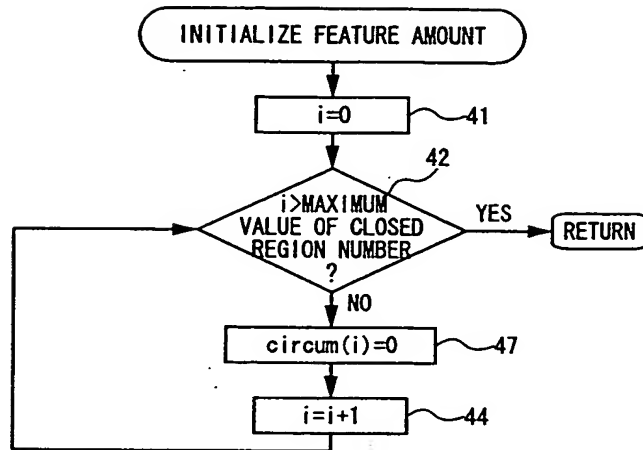 INITIALIZE FEATURE AMOUNT
i=0
41
42
i>MAXIMUM
VALUE OF CLOSED
REGION NUMBER
?
YES
RETURN
NO
circum(i)=0
47
i=i+1
44